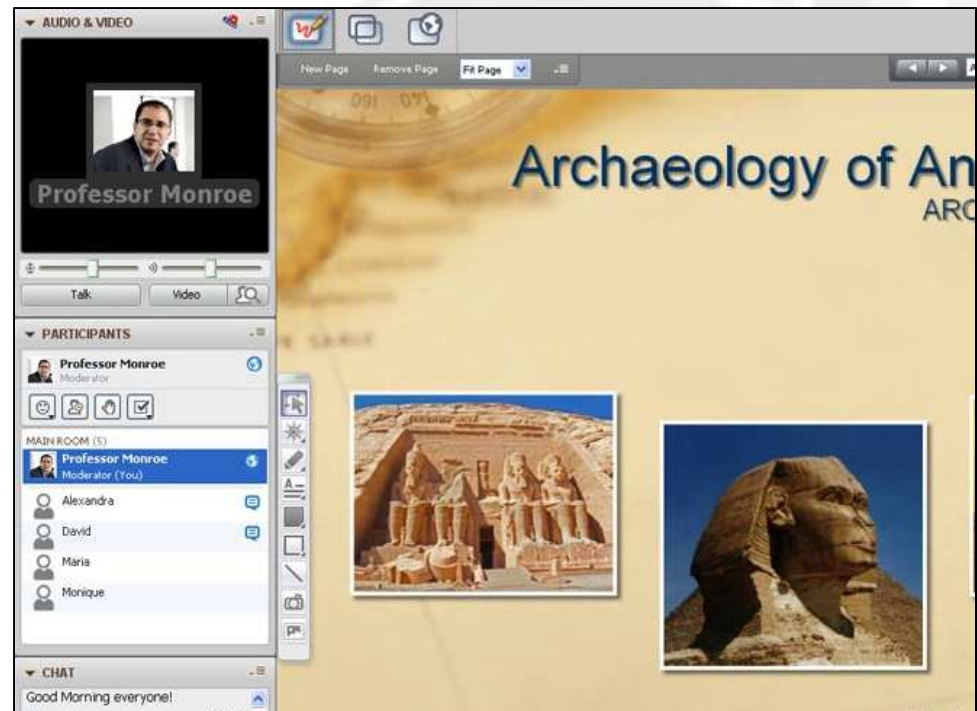 AUDIO & VIDEO
Professor Monroe
Talk
Video
PARTICIPANTS
Professor Monroe
Moderator
MAIN ROOM (5)
Professor Monroe
Moderator (You)
Alexandra
David
Maria
Monique
CHAT
Good Morning everyone!
New Page Remove Page Fit Page
Archaeology of An
ARC